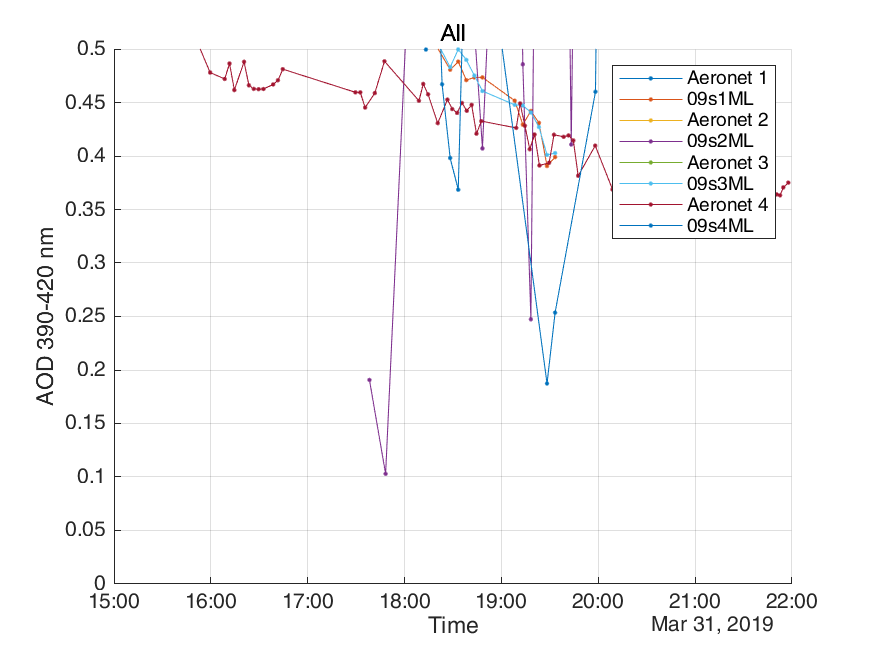 All
0.5
0.45
0.4
0.35
0.3
0.25
0.2
0.15
0.1
0.05
0
AOD 390-420 nm
Aeronet 1
09s1ML
Aeronet 2
09s2ML
Aeronet 3
09s3ML
Aeronet 4
09s4ML
15:00 16:00 17:00 18:00 19:00 20:00 21:00 22:00
Time
Mar 31, 2019